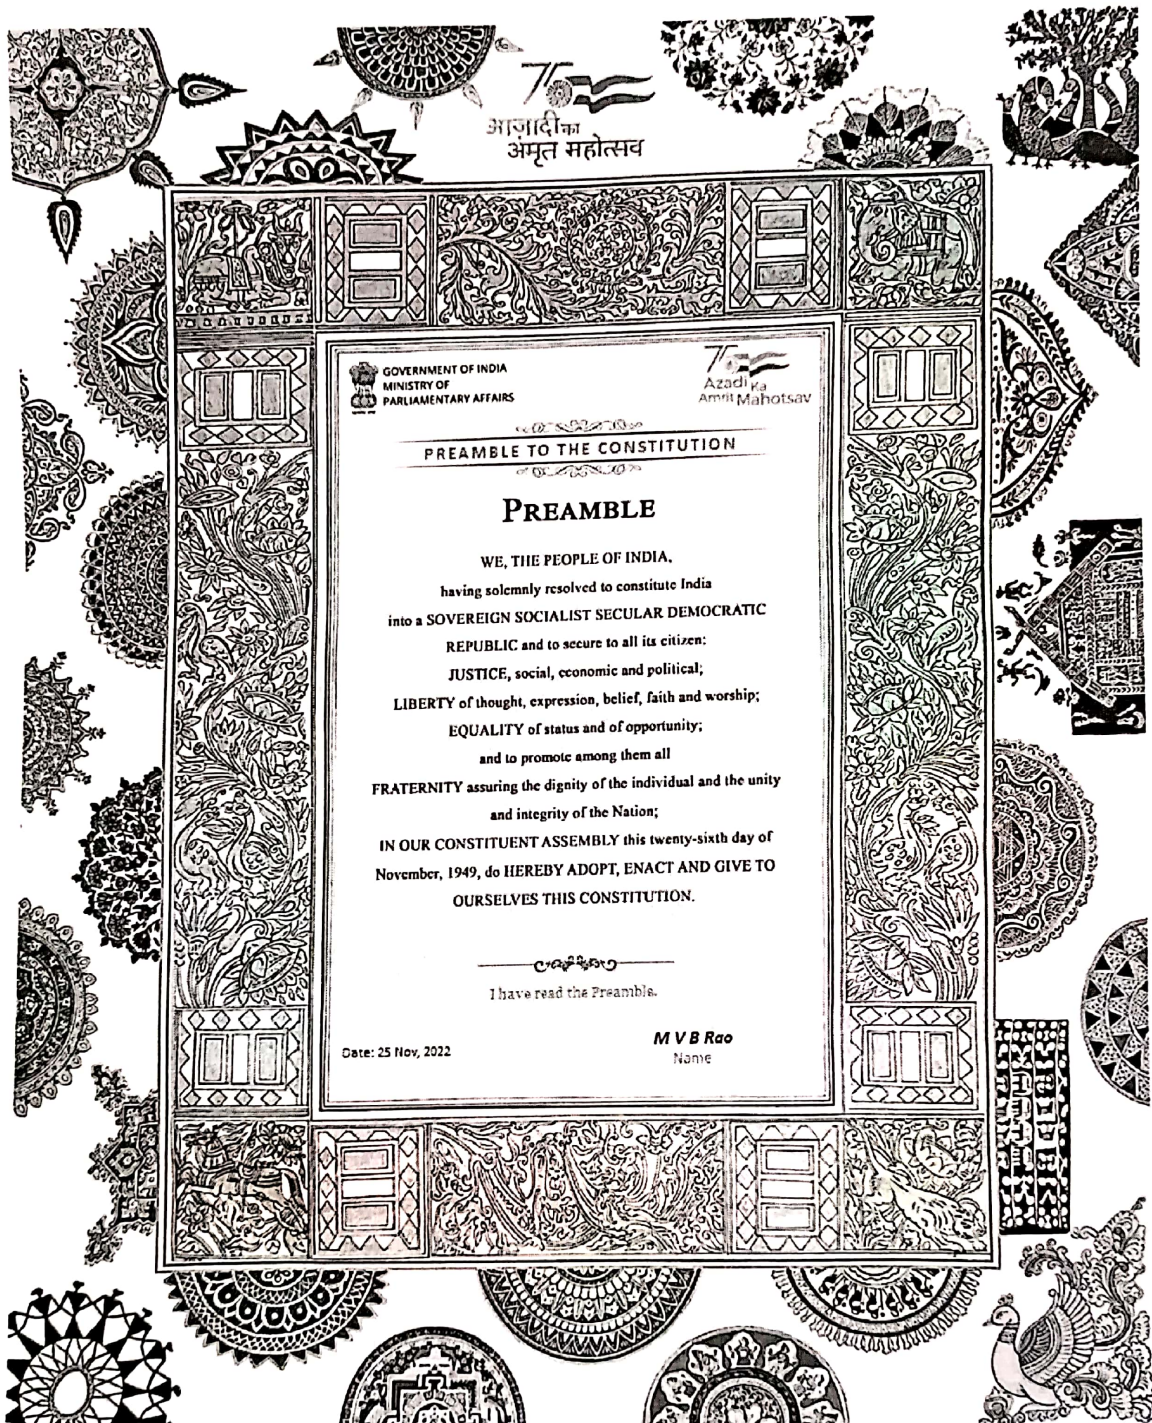 आज़ादी का
अमृत महोत्सव
GOVERNMENT OF INDIA
MINISTRY OF
PARLIAMENTARY AFFAIRS
75
Azadi Ka
Amrit Mahotsav
PREAMBLE TO THE CONSTITUTION
PREAMBLE
WE, THE PEOPLE OF INDIA,
having solemnly resolved to constitute India
into a SOVEREIGN SOCIALIST SECULAR DEMOCRATIC
REPUBLIC and to secure to all its citizen:
JUSTICE, social, economic and political;
LIBERTY of thought, expression, belief, faith and worship;
EQUALITY of status and of opportunity;
and to promote among them all
FRATERNITY assuring the dignity of the individual and the unity
and integrity of the Nation;
IN OUR CONSTITUENT ASSEMBLY this twenty-sixth day of
November, 1949, do HEREBY ADOPT, ENACT AND GIVE TO
OURSELVES THIS CONSTITUTION.
I have read the Preamble.
Date: 25 Nov, 2022
M V B Rao
Name